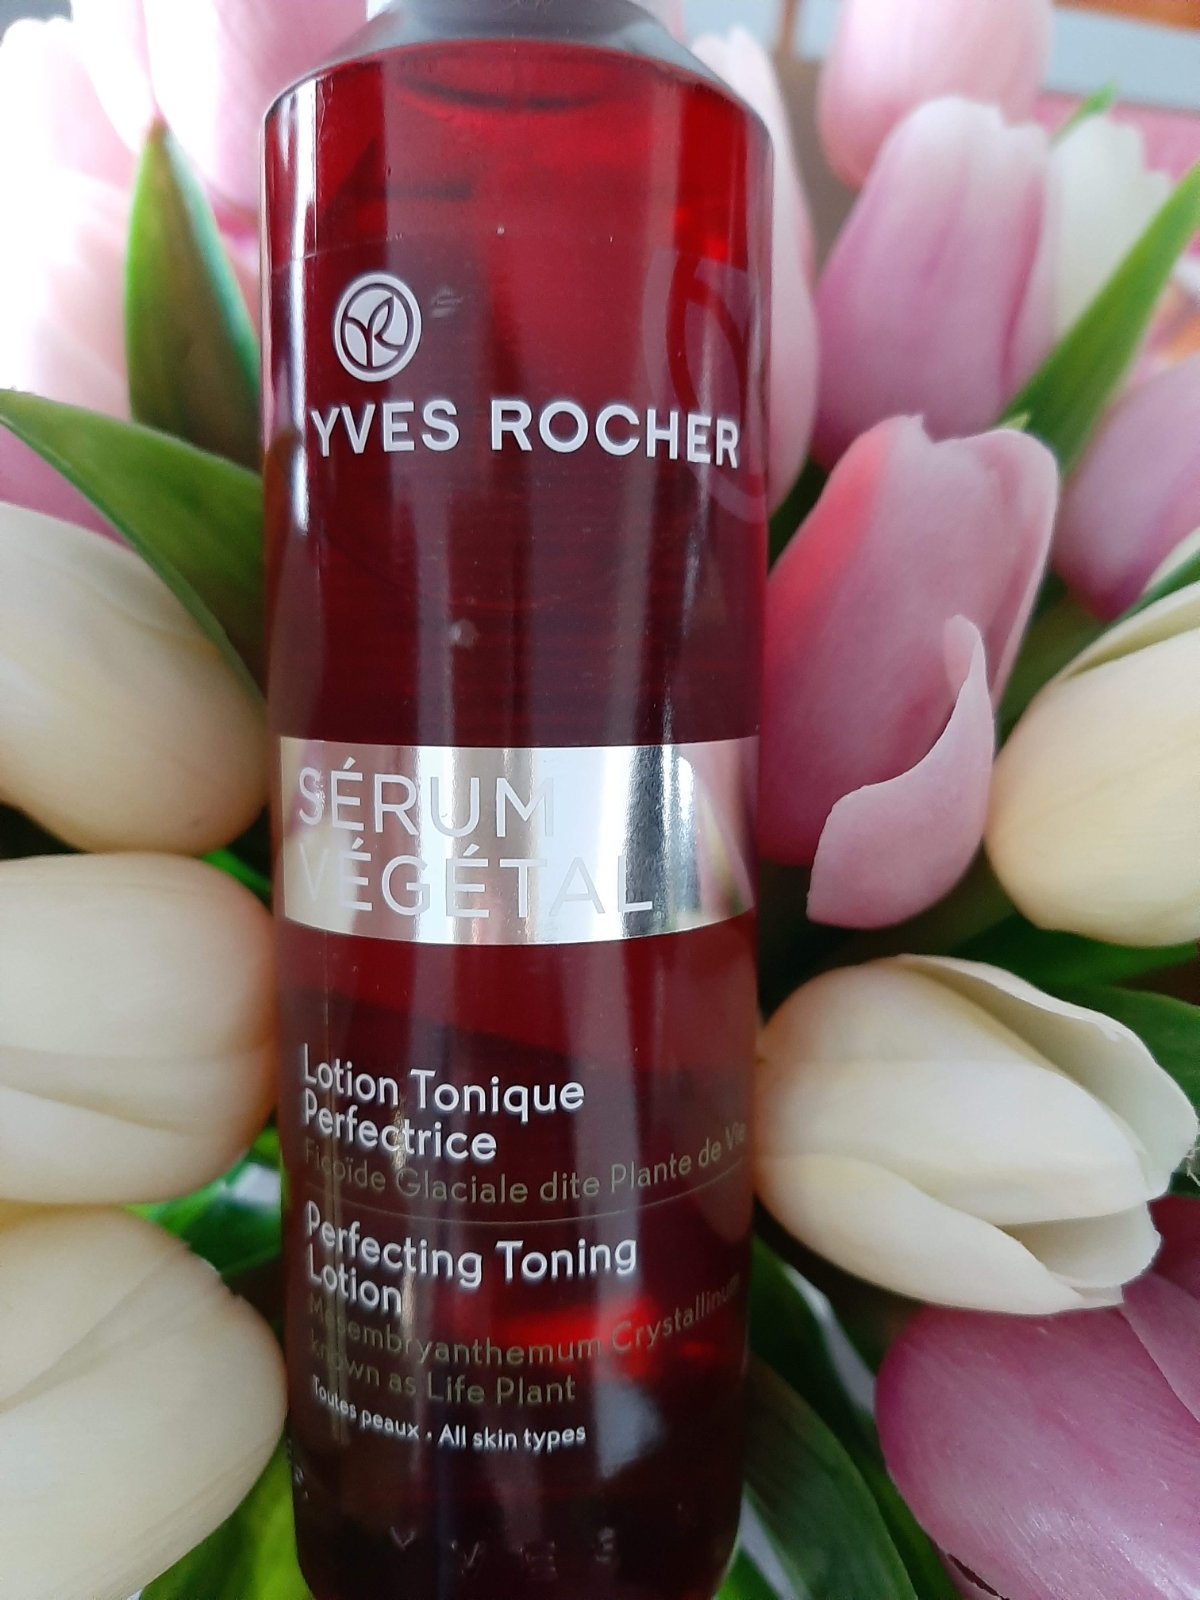 YVES ROCHER
SÉRUM
VÉGÉTAL
Lotion Tonique
Perfectrice
Ficoïde Glaciale dite Plante de Vie
Perfecting Toning
Lotion
Mesembryanthemum Crystallinum
known as Life Plant
Toutes peaux • All skin types
YVES